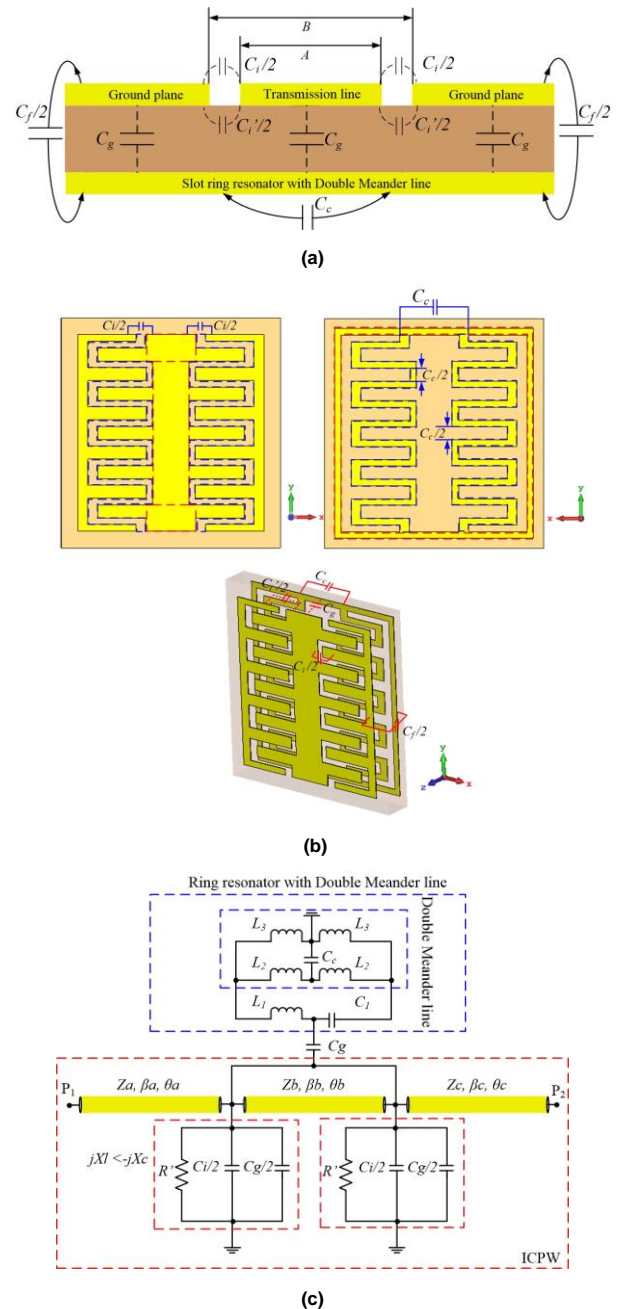 B
A
Ci/2
Ci/2
Ground plane
Transmission line
Ground plane
Cf/2
Cf/2
Ci'/2
Ci'/2
Cg
Cg
Cg
Slot ring resonator with Double Meander line
Cc
(a)
Ci/2
Ci/2
y
x
Cc
Cc/2
Cc/2
y
x
Cc
Ci'/2
Cg
Ci/2
Cf/2
y
z
x
(b)
Ring resonator with Double Meander line
Double Meander line
L3
L3
Cc
L2
L2
L1
C1
Cg
P1
Za, βa, θa
Zb, βb, θb
Zc, βc, θc
P2
jXl <-jXc
R'
Ci/2
Cg/2
R'
Ci/2
Cg/2
ICPW
(c)